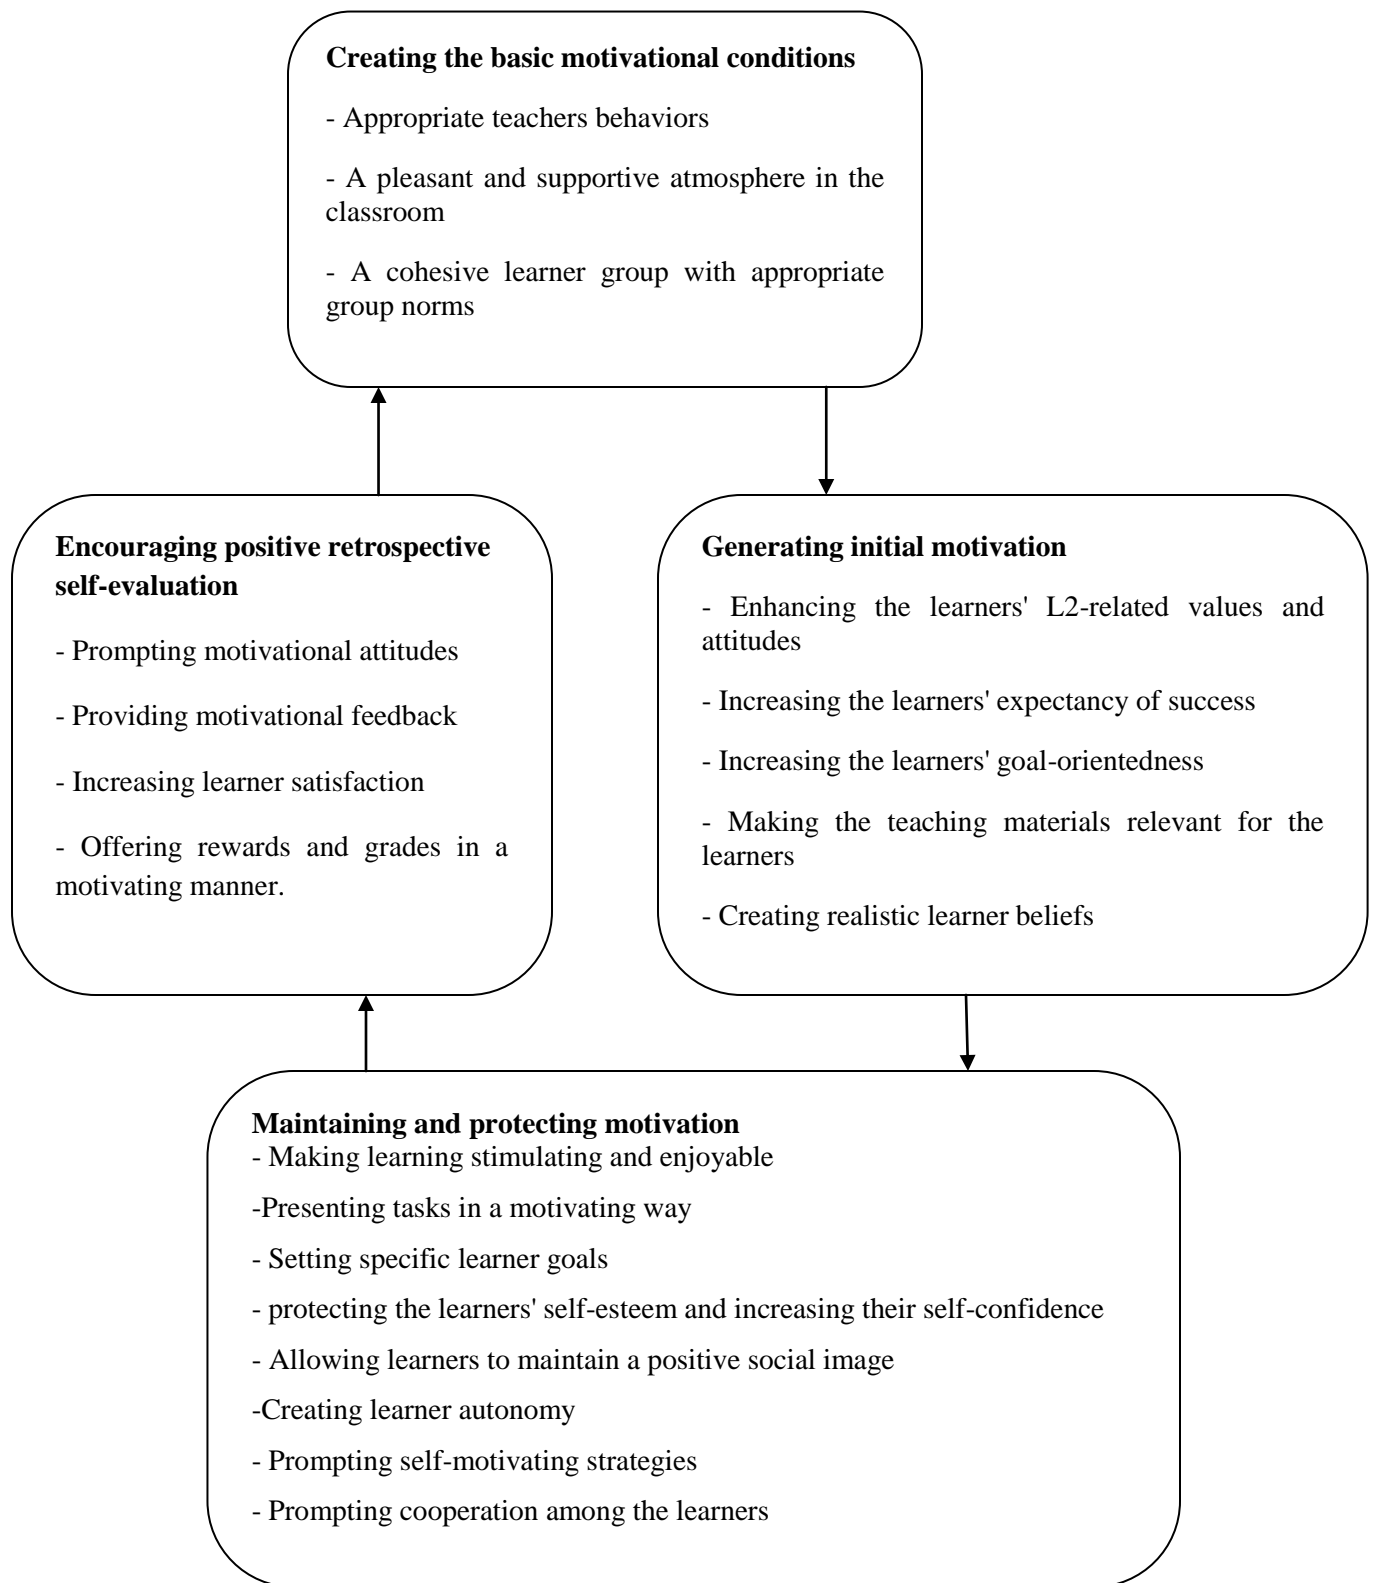 Creating the basic motivational conditions
- Appropriate teachers behaviors
- A pleasant and supportive atmosphere in the
classroom
- A cohesive learner group with appropriate
group norms
Encouraging positive retrospective
self-evaluation
- Prompting motivational attitudes
- Providing motivational feedback
- Increasing learner satisfaction
- Offering rewards and grades in a
motivating manner.
Generating initial motivation
- Enhancing the learners' L2-related values and
attitudes
- Increasing the learners' expectancy of success
- Increasing the learners' goal-orientedness
- Making the teaching materials relevant for the
learners
- Creating realistic learner beliefs
Maintaining and protecting motivation
- Making learning stimulating and enjoyable
-Presenting tasks in a motivating way
- Setting specific learner goals
- protecting the learners' self-esteem and increasing their self-confidence
- Allowing learners to maintain a positive social image
-Creating learner autonomy
- Prompting self-motivating strategies
- Prompting cooperation among the learners